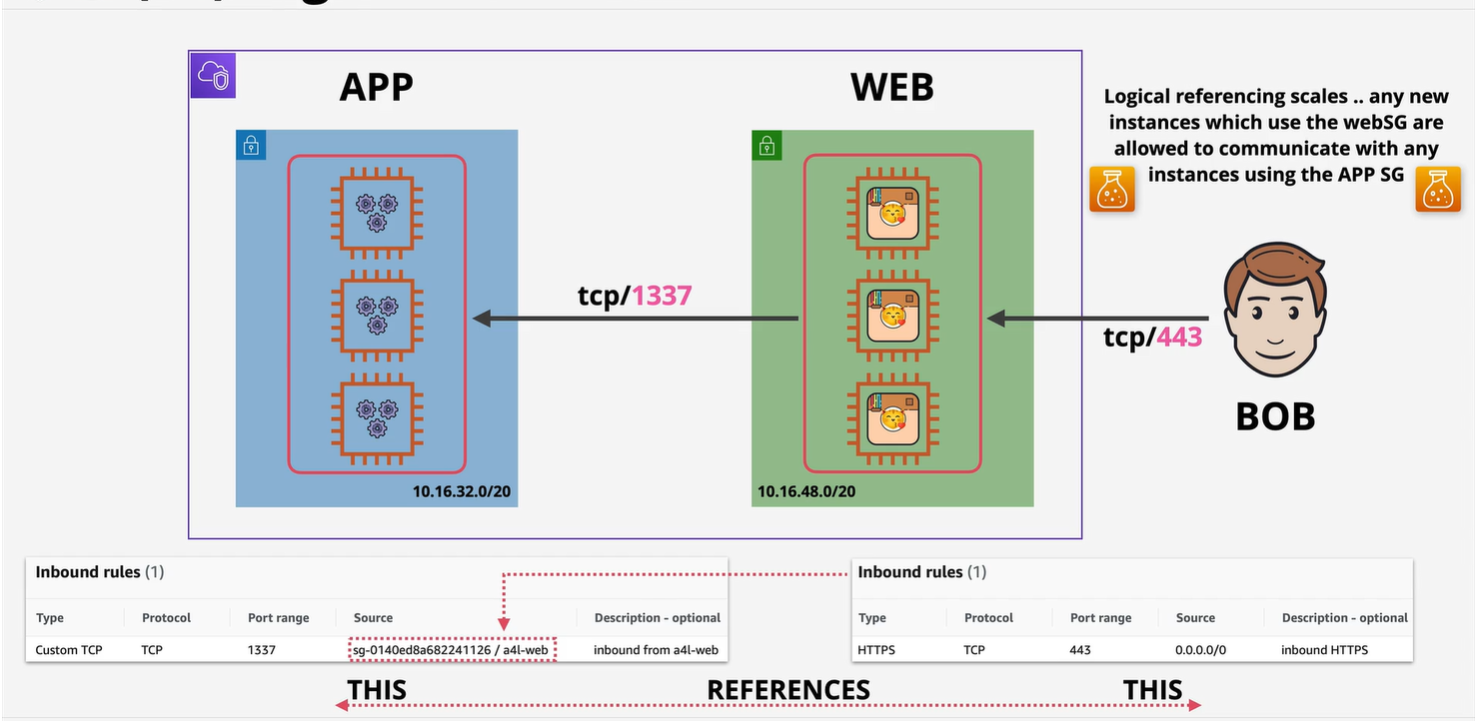 APP
WEB
Logical referencing scales .. any new
instances which use the webSG are
allowed to communicate with any
instances using the APP SG
tcp/1337
tcp/443
BOB
10.16.32.0/20
10.16.48.0/20
Inbound rules (1)
Type Protocol Port range Source Description - optional
Custom TCP TCP 1337 sg-0140ed8a682241126 / a4l-web inbound from a4l-web
Inbound rules (1)
Type Protocol Port range Source Description - optional
HTTPS TCP 443 0.0.0.0/0 inbound HTTPS
THIS REFERENCES THIS